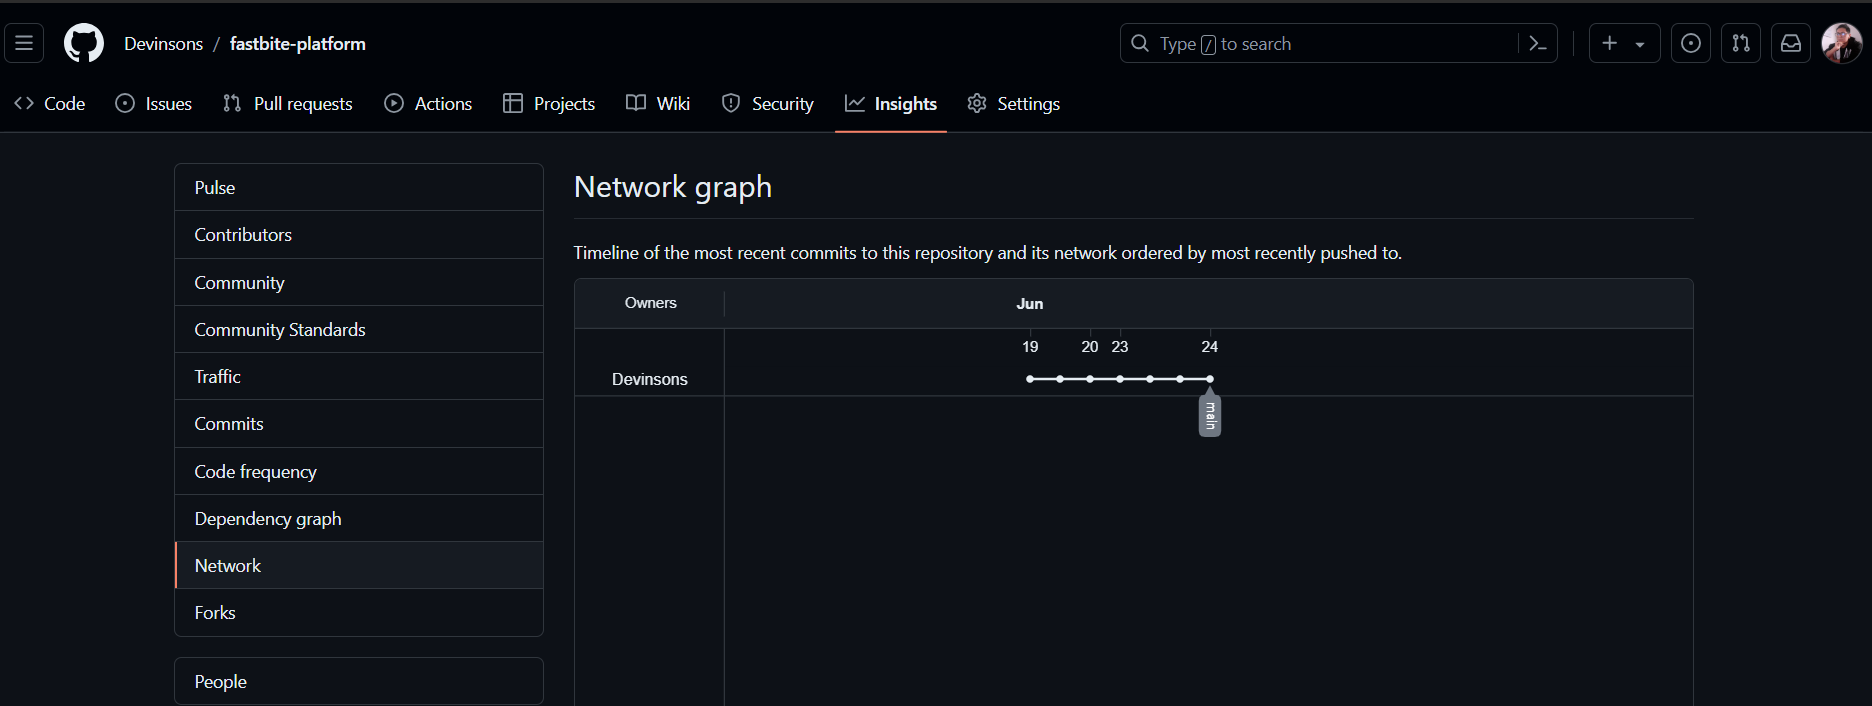 Devinsons / fastbite-platform
Type / to search
Code Issues Pull requests Actions Projects Wiki Security Insights Settings
Pulse
Contributors
Community
Community Standards
Traffic
Commits
Code frequency
Dependency graph
Network
Forks
People
Network graph
Timeline of the most recent commits to this repository and its network ordered by most recently pushed to.
Owners Jun
19 20 23 24
Devinsons
main